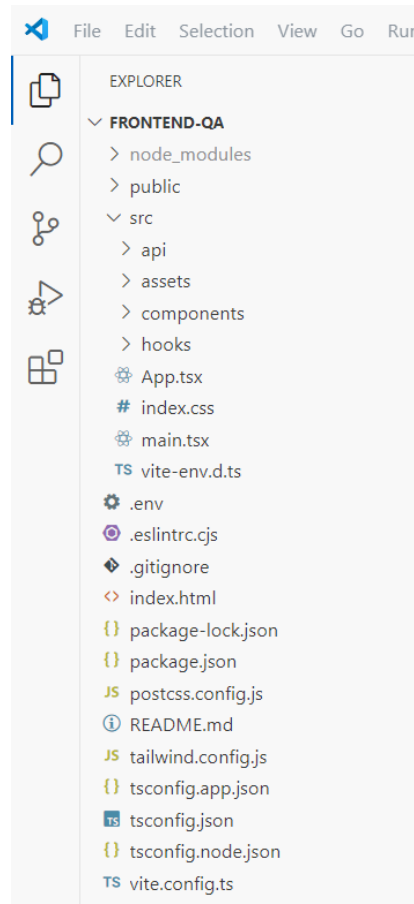 File Edit Selection View Go Run
EXPLORER
FRONTEND-QA
node_modules
public
src
api
assets
components
hooks
App.tsx
# index.css
main.tsx
TS vite-env.d.ts
.env
.eslintrc.cjs
.gitignore
<> index.html
{} package-lock.json
{} package.json
JS postcss.config.js
README.md
JS tailwind.config.js
{} tsconfig.app.json
TS tsconfig.json
{} tsconfig.node.json
TS vite.config.ts